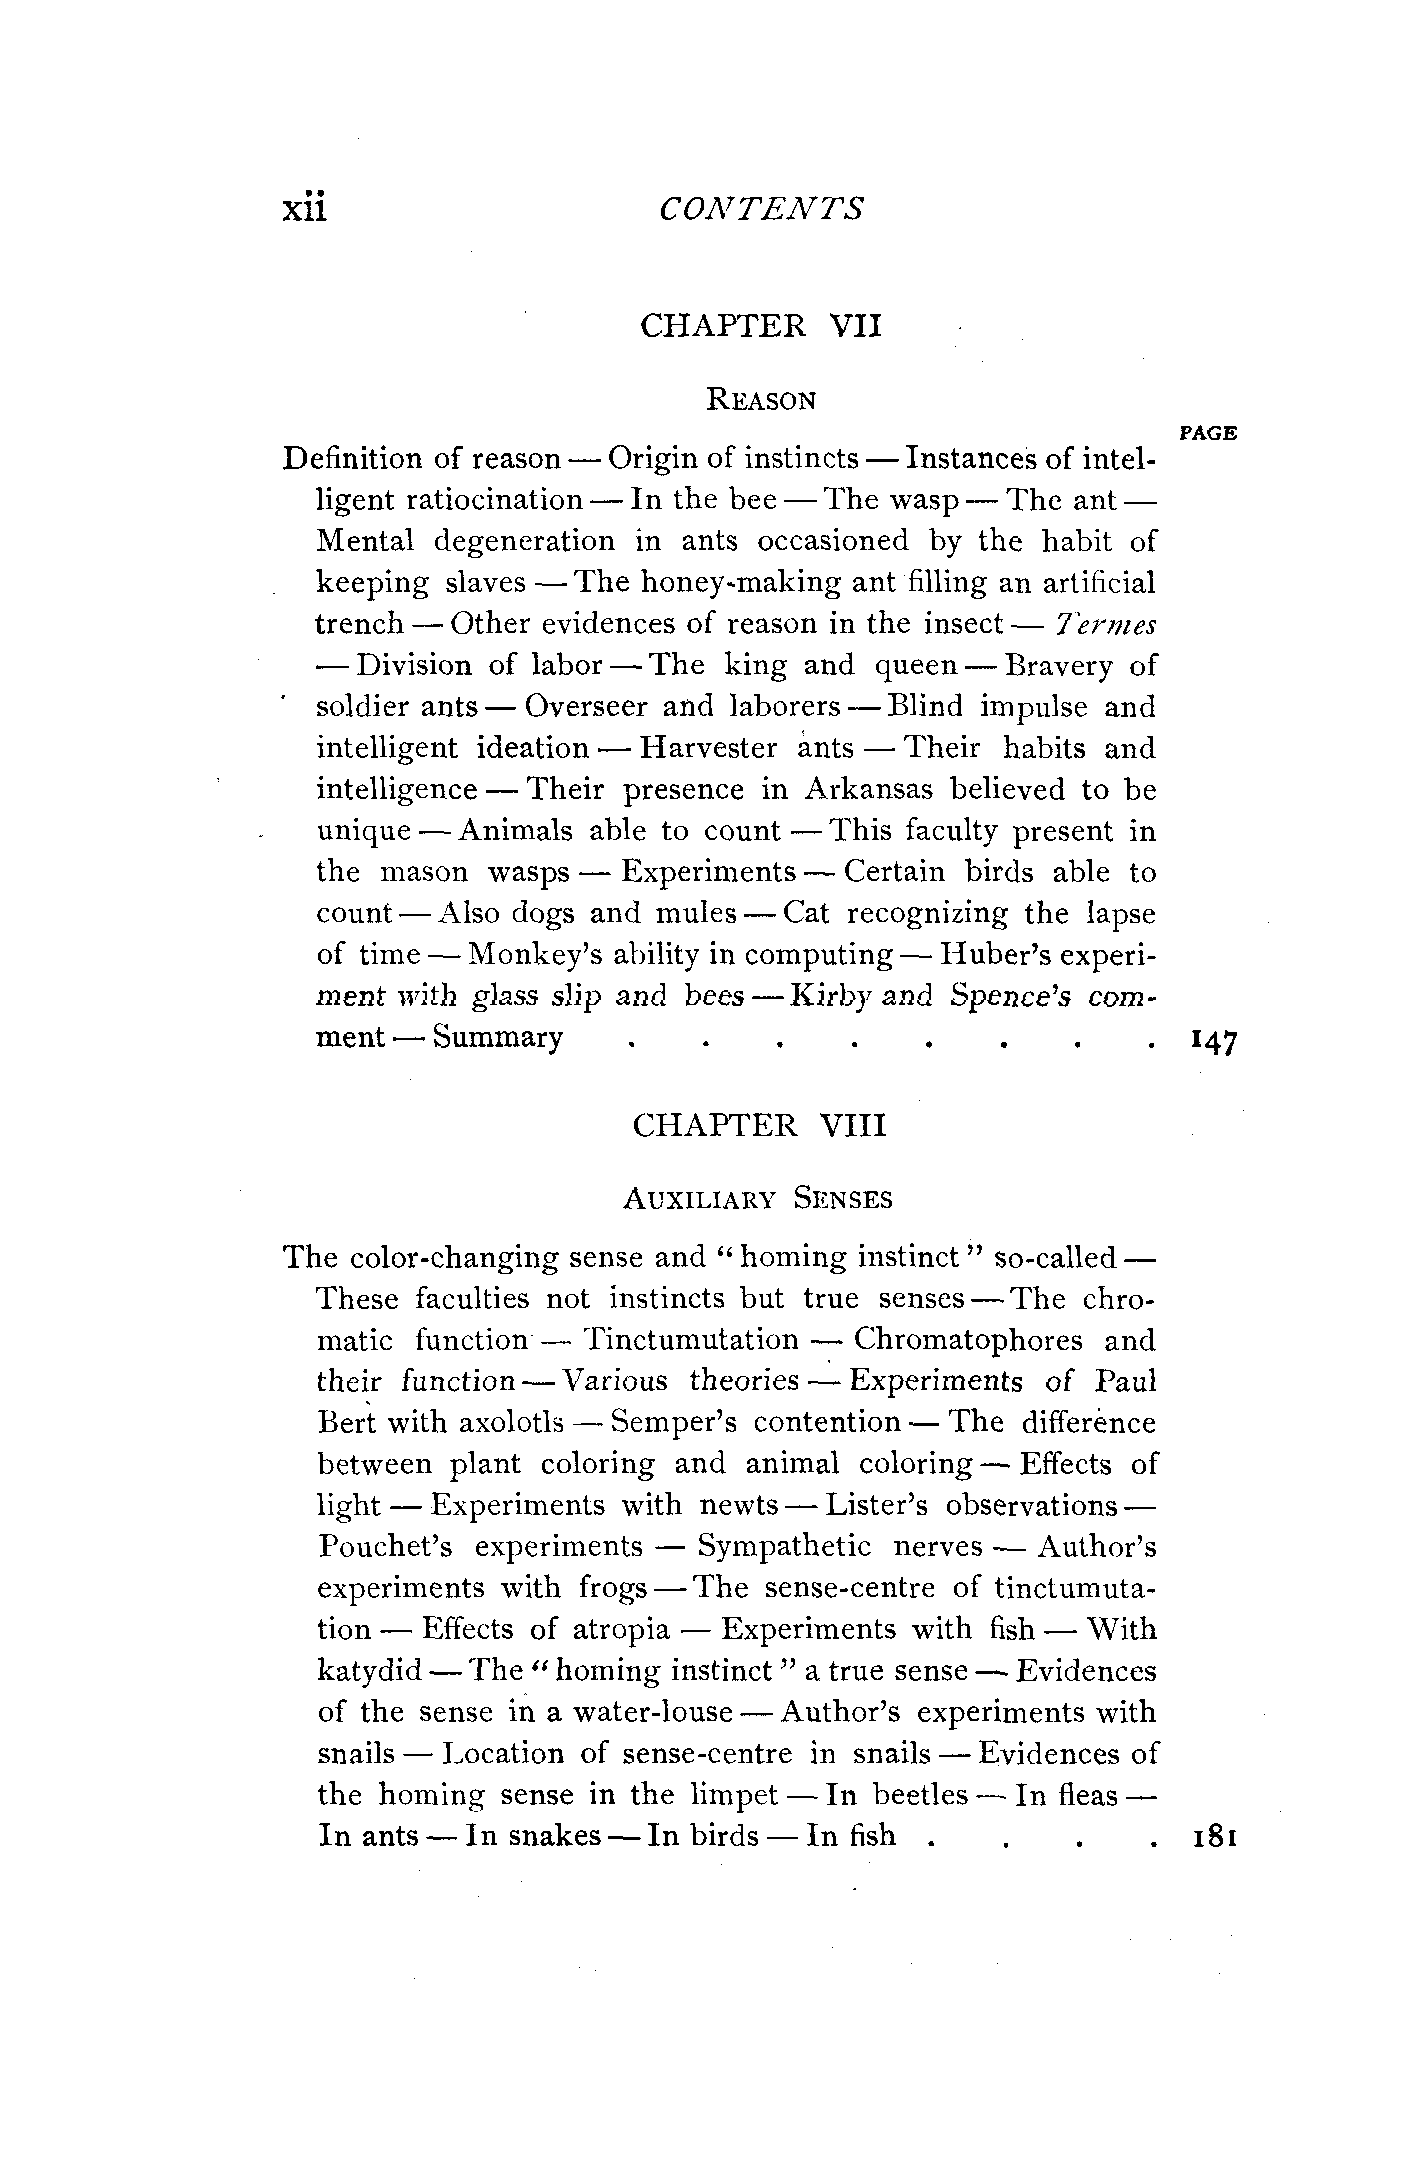 xii CONTENTS
CHAPTER VII
REASON
PAGE
Definition of reason — Origin of instincts — Instances of intel-
ligent ratiocination — In the bee — The wasp — The ant —
Mental degeneration in ants occasioned by the habit of
keeping slaves — The honey-making ant filling an artificial
trench — Other evidences of reason in the insect — Termes
— Division of labor — The king and queen — Bravery of
soldier ants — Overseer and laborers — Blind impulse and
intelligent ideation — Harvester ants — Their habits and
intelligence — Their presence in Arkansas believed to be
unique — Animals able to count — This faculty present in
the mason wasps — Experiments — Certain birds able to
count — Also dogs and mules — Cat recognizing the lapse
of time — Monkey's ability in computing — Huber's experi-
ment with glass slip and bees — Kirby and Spence's com-
ment — Summary . . . . . . . . 147
CHAPTER VIII
AUXILIARY SENSES
The color-changing sense and “homing instinct” so-called —
These faculties not instincts but true senses — The chro-
matic function — Tinctumutation — Chromatophores and
their function — Various theories — Experiments of Paul
Bert with axolotls — Semper's contention — The difference
between plant coloring and animal coloring — Effects of
light — Experiments with newts — Lister's observations —
Pouchet's experiments — Sympathetic nerves — Author's
experiments with frogs — The sense-centre of tinctumuta-
tion — Effects of atropia — Experiments with fish — With
katydid — The “homing instinct” a true sense — Evidences
of the sense in a water-louse — Author's experiments with
snails — Location of sense-centre in snails — Evidences of
the homing sense in the limpet — In beetles — In fleas —
In ants — In snakes — In birds — In fish . . . . 181